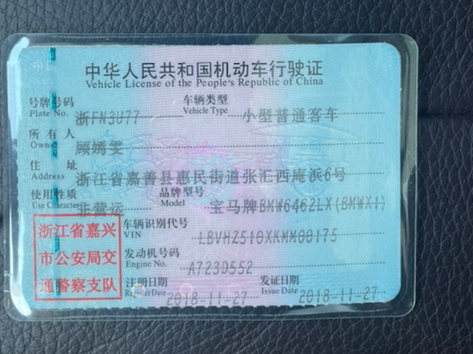 中华人民共和国机动车行驶证
Vehicle License of the People's Republic of China
号牌号码 Plate No. 浙FN3U77 车辆类型 Vehicle Type 小型普通客车
所有人 Owner 顾嫣雯
住址 Address 浙江省嘉善县惠民街道张汇西庵浜6号
使用性质 Use Character 非营运 品牌型号 Model 宝马牌BMW6462LX(BMWX1)
浙江省嘉兴
市公安局交
通警察支队
车辆识别代号 VIN LBVHZ510XKMM00175
发动机号码 Engine No. A7239552
注册日期 Register Date 2018-11-27 发证日期 Issue Date 2018-11-27